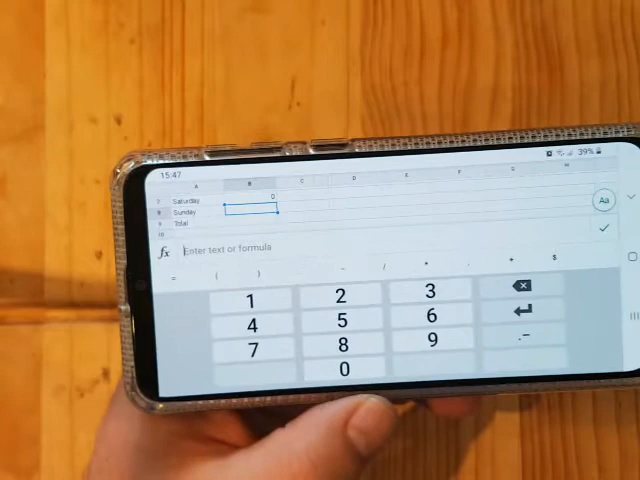 15:47 39%
A B C D E F G H
7 Saturday 0
8 Sunday
9 Total
10
Aa
fx Enter text or formula
= ( ) - / * . + $
1 2 3
4 5 6
7 8 9 .-
0